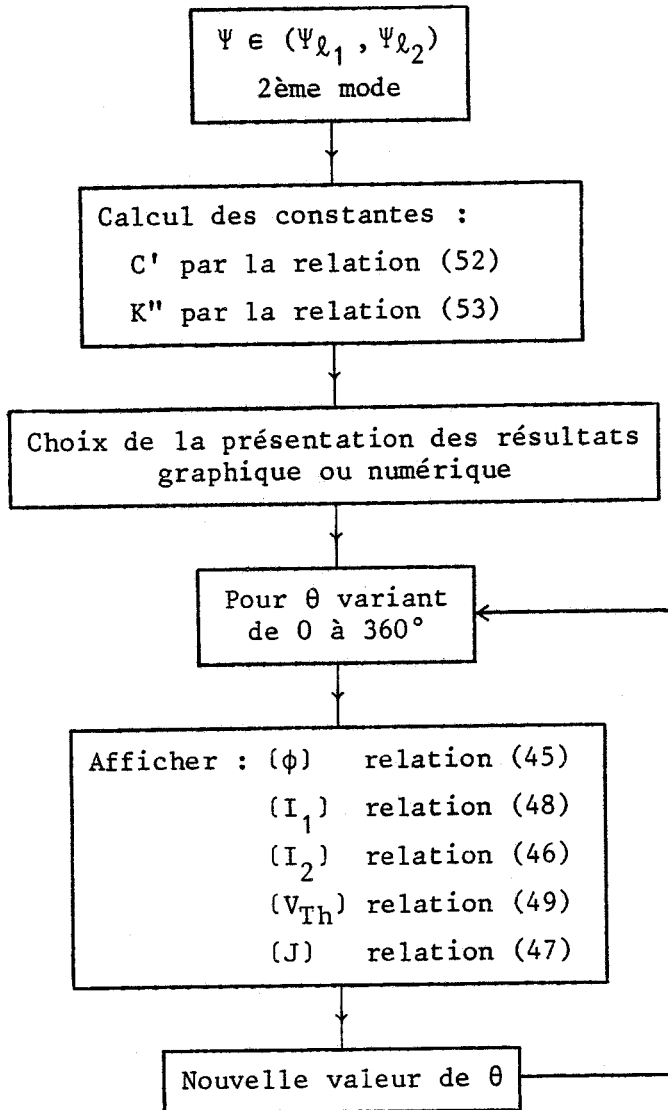 Ψ ∈ (Ψℓ1 , Ψℓ2)
2ème mode
Calcul des constantes :
C' par la relation (52)
K" par la relation (53)
Choix de la présentation des résultats
graphique ou numérique
Pour θ variant
de 0 à 360°
Afficher : (ϕ) relation (45)
(I1) relation (48)
(I2) relation (46)
(VTh) relation (49)
(J) relation (47)
Nouvelle valeur de θ